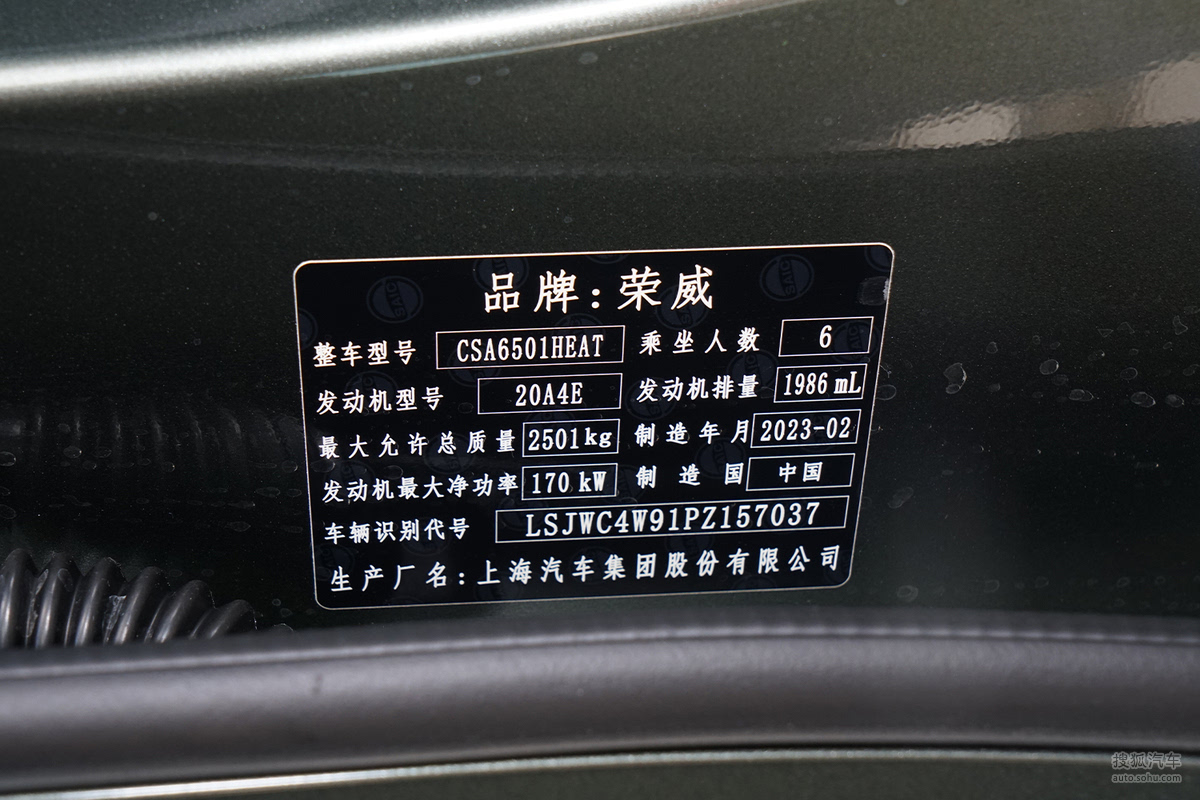 品牌:荣威
整车型号 CSA6501HEAT 乘坐人数 6
发动机型号 20A4E 发动机排量 1986 mL
最大允许总质量 2501kg 制造年月 2023-02
发动机最大净功率 170 kW 制造国 中国
车辆识别代号 LSJWC4W91PZ157037
生产厂名:上海汽车集团股份有限公司
搜狐汽车
auto.sohu.com